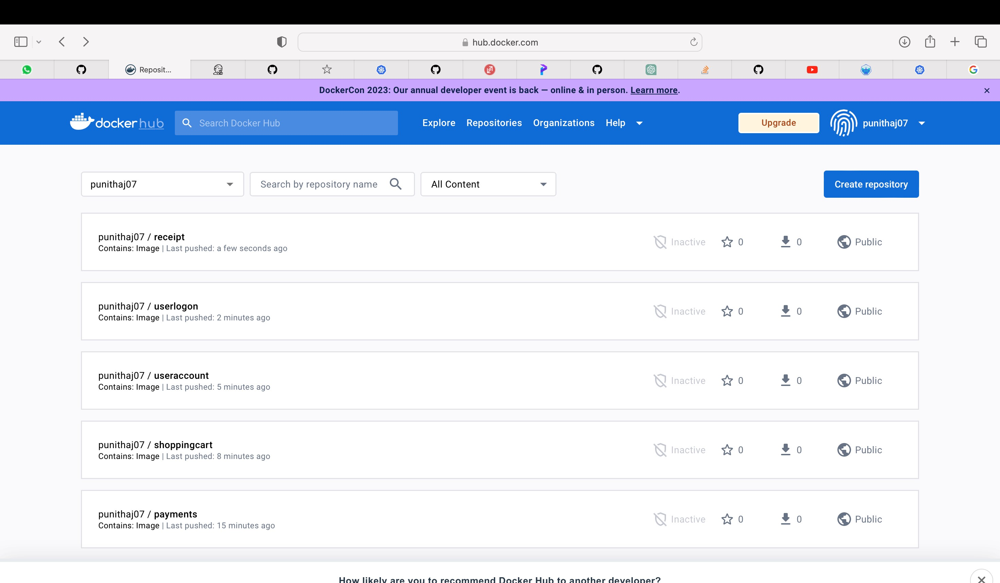 hub.docker.com
Reposit...
DockerCon 2023: Our annual developer event is back — online & in person. Learn more.
dockerhub
Search Docker Hub
Explore Repositories Organizations Help
Upgrade
punithaj07
punithaj07
Search by repository name
All Content
Create repository
punithaj07 / receipt
Contains: Image | Last pushed: a few seconds ago
Inactive 0 0 Public
punithaj07 / userlogon
Contains: Image | Last pushed: 2 minutes ago
Inactive 0 0 Public
punithaj07 / useraccount
Contains: Image | Last pushed: 5 minutes ago
Inactive 0 0 Public
punithaj07 / shoppingcart
Contains: Image | Last pushed: 8 minutes ago
Inactive 0 0 Public
punithaj07 / payments
Contains: Image | Last pushed: 15 minutes ago
Inactive 0 0 Public
How likely are you to recommend Docker Hub to another developer?